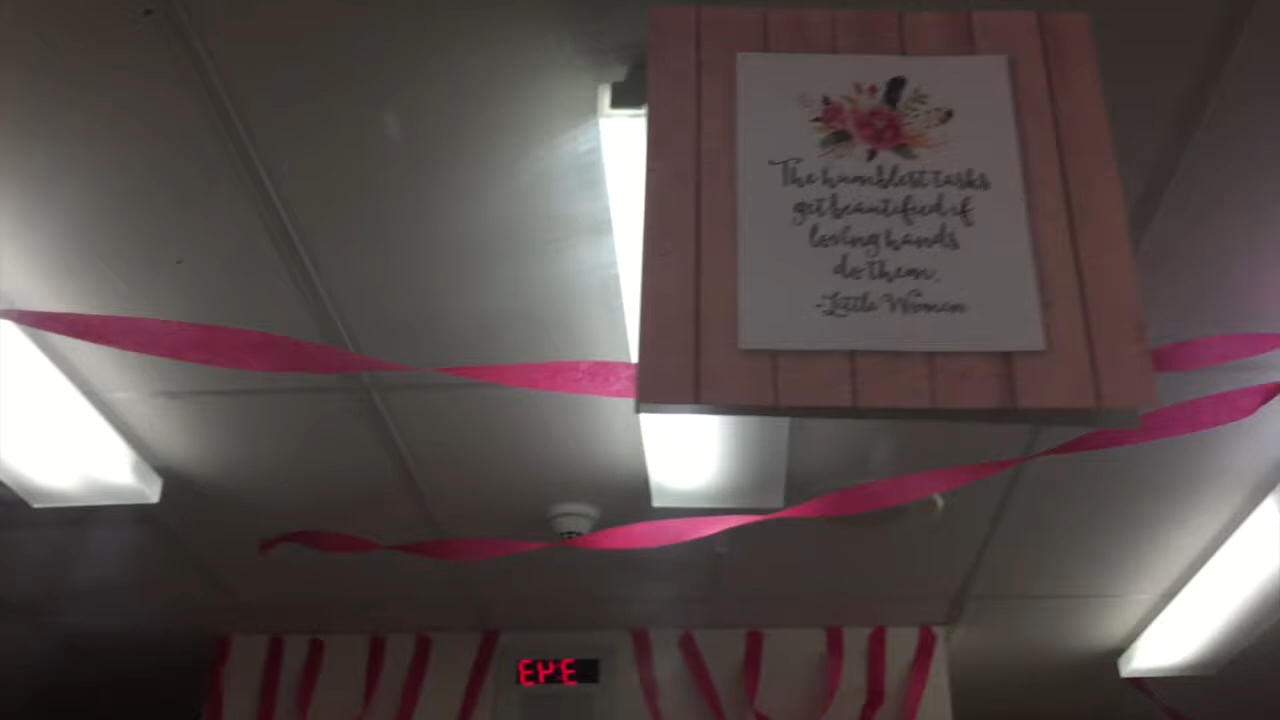 The humblest tasks
get beautified if
loving hands
do them.
-Little Women